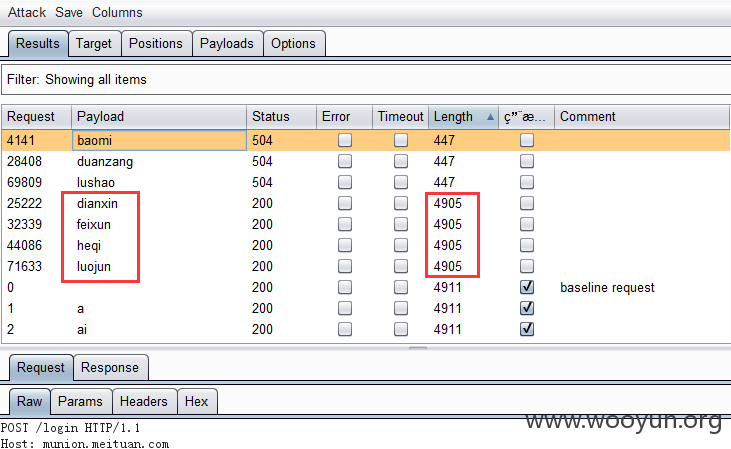 Attack Save Columns
Results Target Positions Payloads Options
Filter: Showing all items
Request Payload Status Error Timeout Length ç”¨æ… Comment
4141 baomi 504 447
28408 duanzang 504 447
69809 lushao 504 447
25222 dianxin 200 4905
32339 feixun 200 4905
44086 heqi 200 4905
71633 luojun 200 4905
0 200 4911 baseline request
1 a 200 4911
2 ai 200 4911
Request Response
Raw Params Headers Hex
POST /login HTTP/1.1
Host: munion.meituan.com
www.wooyun.org